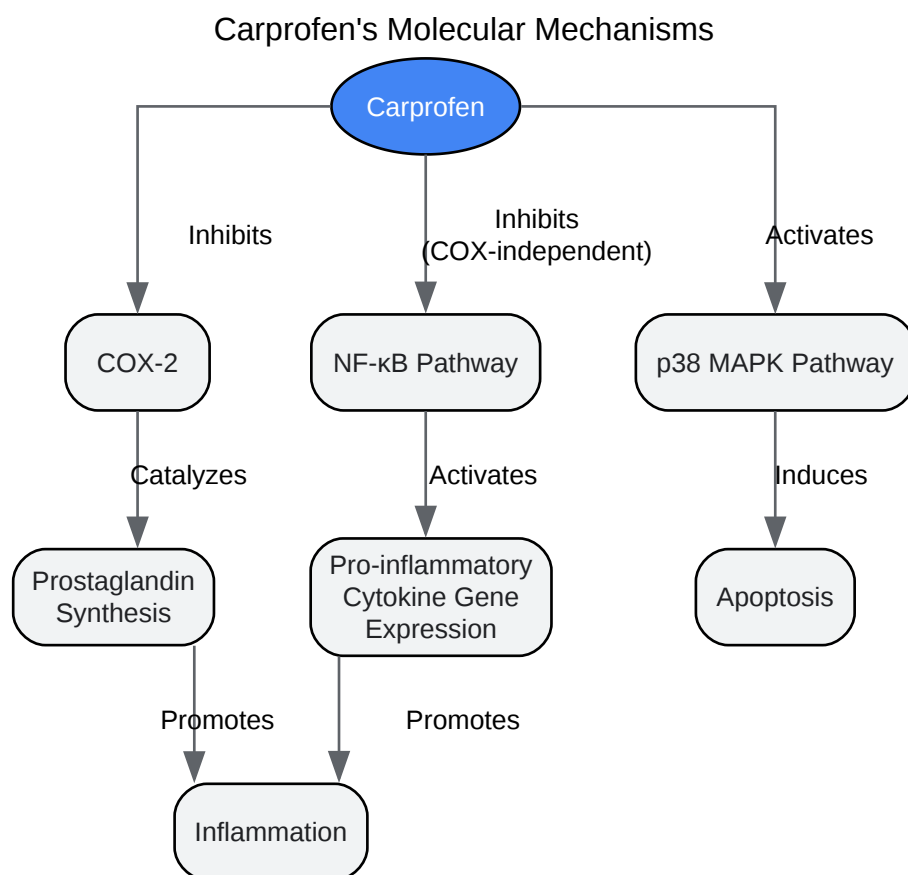 Carprofen's Molecular Mechanisms
Carprofen
Inhibits
Inhibits
(COX-independent)
Activates
COX-2
NF-κB Pathway
p38 MAPK Pathway
Catalyzes
Activates
Induces
Prostaglandin
Synthesis
Pro-inflammatory
Cytokine Gene
Expression
Apoptosis
Promotes
Promotes
Inflammation